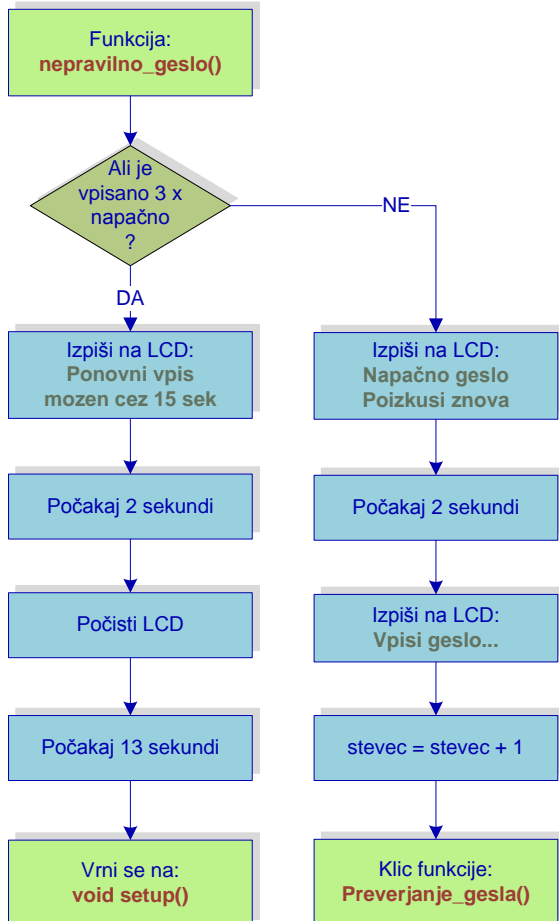 Funkcija:
nepravilno_geslo()
Ali je
vpisano 3 x
napačno
?
NE
DA
Izpiši na LCD:
Ponovni vpis
mozen cez 15 sek
Počakaj 2 sekundi
Počisti LCD
Počakaj 13 sekundi
Vrni se na:
void setup()
Izpiši na LCD:
Napačno geslo
Poizkusi znova
Počakaj 2 sekundi
Izpiši na LCD:
Vpisi geslo...
stevec = stevec + 1
Klic funkcije:
Preverjanje_gesla()